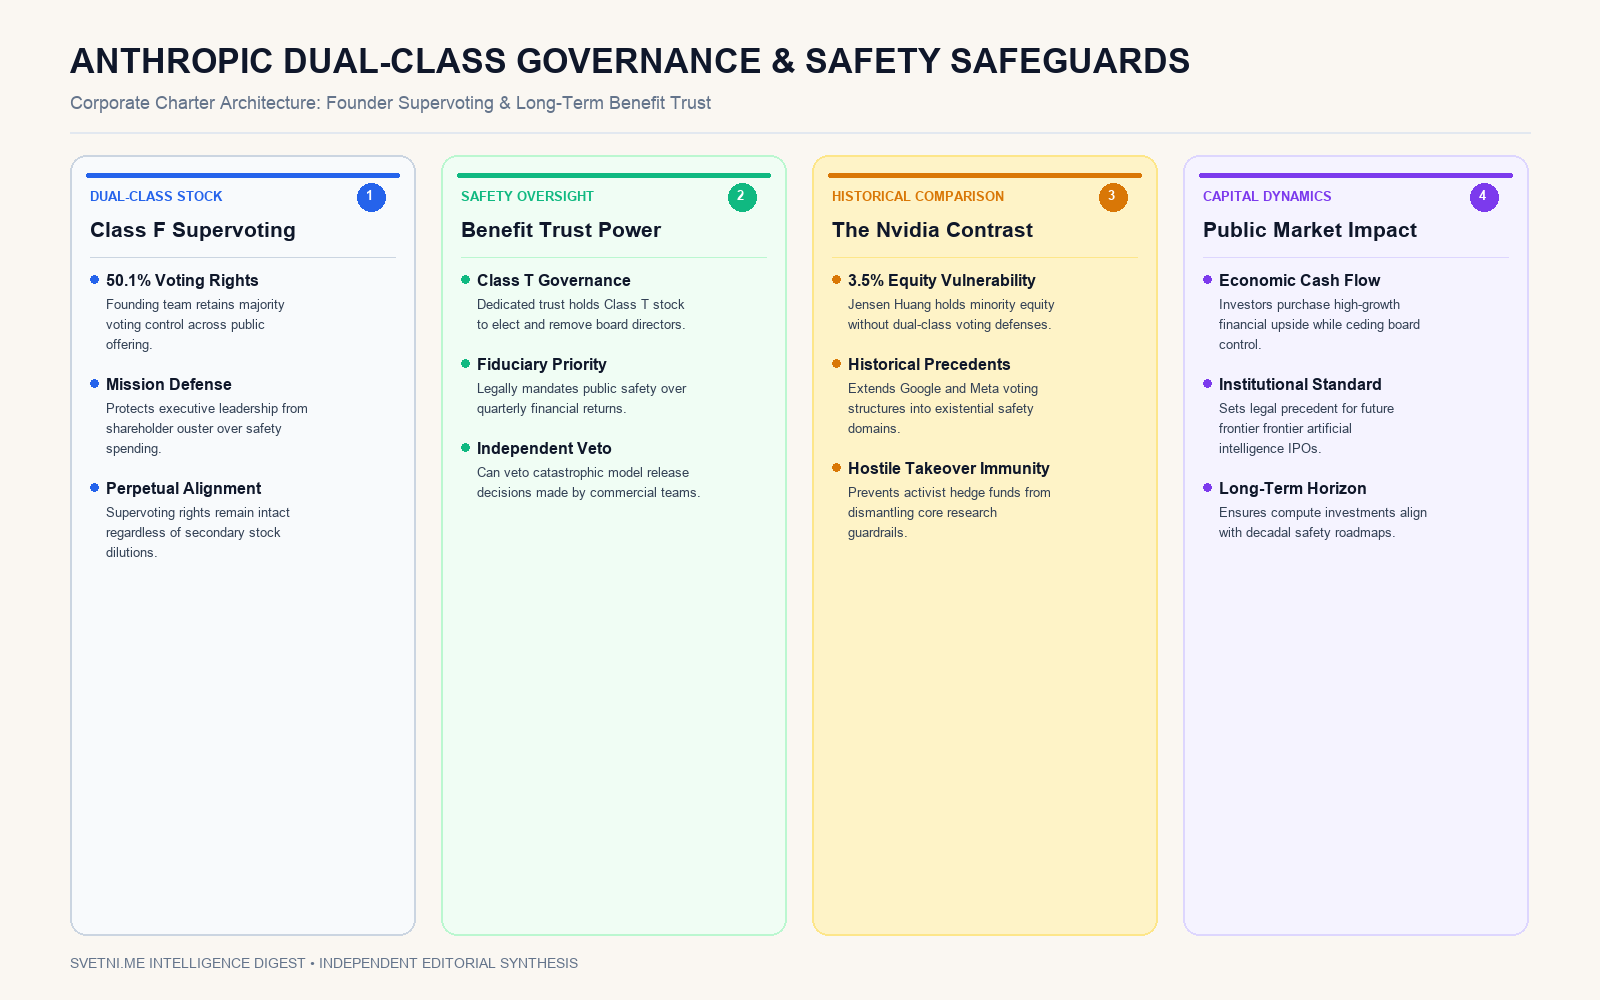 ANTHROPIC DUAL-CLASS GOVERNANCE & SAFETY SAFEGUARDS
Corporate Charter Architecture: Founder Supervoting & Long-Term Benefit Trust
DUAL-CLASS STOCK
1
Class F Supervoting
50.1% Voting Rights
Founding team retains majority
voting control across public
offering.
Mission Defense
Protects executive leadership from
shareholder ouster over safety
spending.
Perpetual Alignment
Supervoting rights remain intact
regardless of secondary stock
dilutions.
SAFETY OVERSIGHT
2
Benefit Trust Power
Class T Governance
Dedicated trust holds Class T stock
to elect and remove board directors.
Fiduciary Priority
Legally mandates public safety over
quarterly financial returns.
Independent Veto
Can veto catastrophic model release
decisions made by commercial teams.
HISTORICAL COMPARISON
3
The Nvidia Contrast
3.5% Equity Vulnerability
Jensen Huang holds minority equity
without dual-class voting defenses.
Historical Precedents
Extends Google and Meta voting
structures into existential safety
domains.
Hostile Takeover Immunity
Prevents activist hedge funds from
dismantling core research
guardrails.
CAPITAL DYNAMICS
4
Public Market Impact
Economic Cash Flow
Investors purchase high-growth
financial upside while ceding board
control.
Institutional Standard
Sets legal precedent for future
frontier frontier artificial
intelligence IPOs.
Long-Term Horizon
Ensures compute investments align
with decadal safety roadmaps.
SVETNI.ME INTELLIGENCE DIGEST • INDEPENDENT EDITORIAL SYNTHESIS